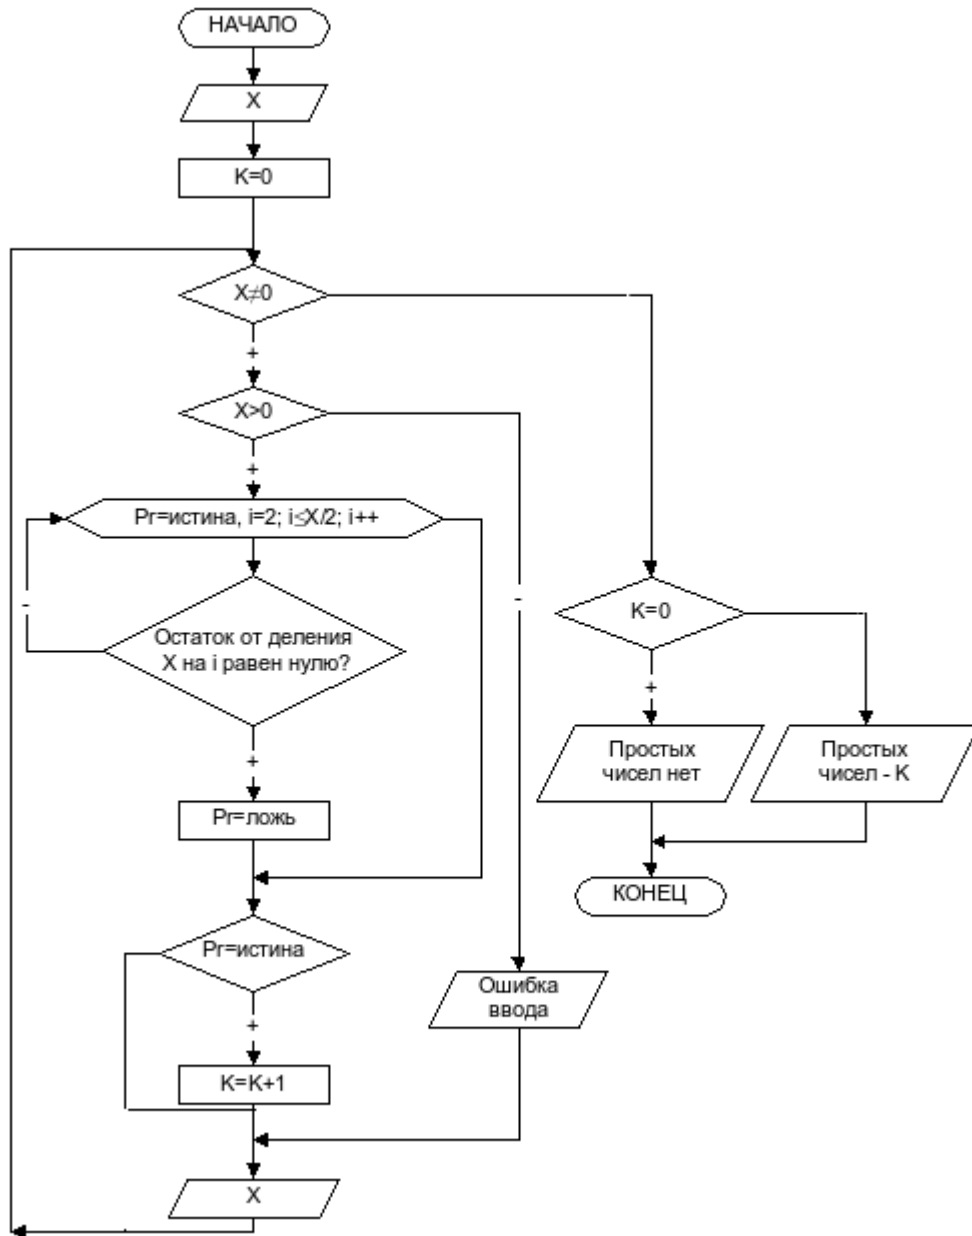 НАЧАЛО
X
K=0
X≠0
+
X>0
+
Pr=истина, i=2; i≤X/2; i++
-
-
Остаток от деления
X на i равен нулю?
+
Pr=ложь
Pr=истина
+
K=K+1
X
Ошибка
ввода
K=0
+
Простых
чисел нет
Простых
чисел - K
КОНЕЦ